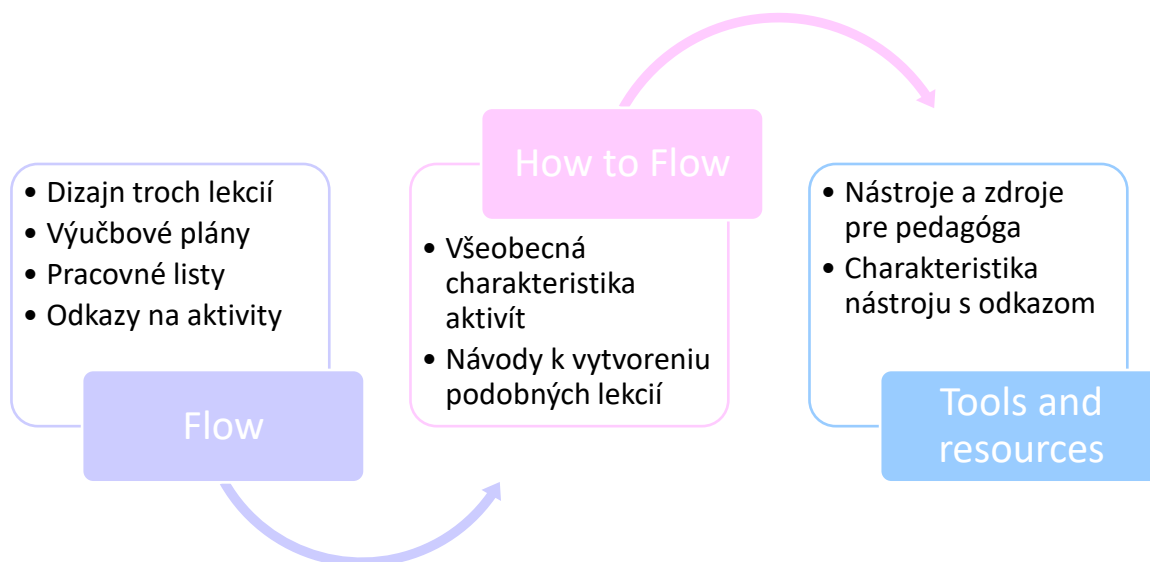 • Dizajn troch lekcií
• Výučbové plány
• Pracovné listy
• Odkazy na aktivity
Flow
How to Flow
• Všeobecná
charakteristika
aktivít
• Návody k vytvoreniu
podobných lekcií
• Nástroje a zdroje
pre pedagóga
• Charakteristika
nástroju s odkazom
Tools and
resources